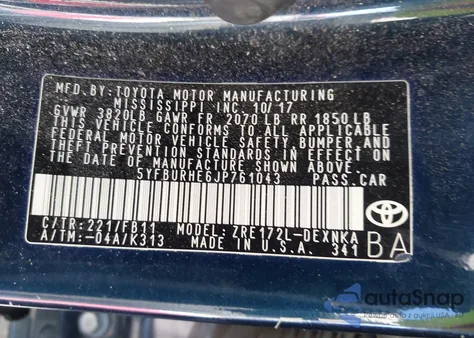 MFD.BY: TOYOTA MOTOR MANUFACTURING
MISSISSIPPI INC. 10/17
GVWR 3820LB GAWR FR 2070 LB RR 1850 LB
THIS VEHICLE CONFORMS TO ALL APPLICABLE
FEDERAL MOTOR VEHICLE SAFETY, BUMPER, AND
THEFT PREVENTION STANDARDS IN EFFECT ON
THE DATE OF MANUFACTURE SHOWN ABOVE.
5YFBURHE6JP761043 PASS.CAR
C/TR: 221/FB11 MODEL: ZRE172L-DEXNKA
A/TM:-04A/K313 MADE IN U.S.A. 341
BA
autoSnap